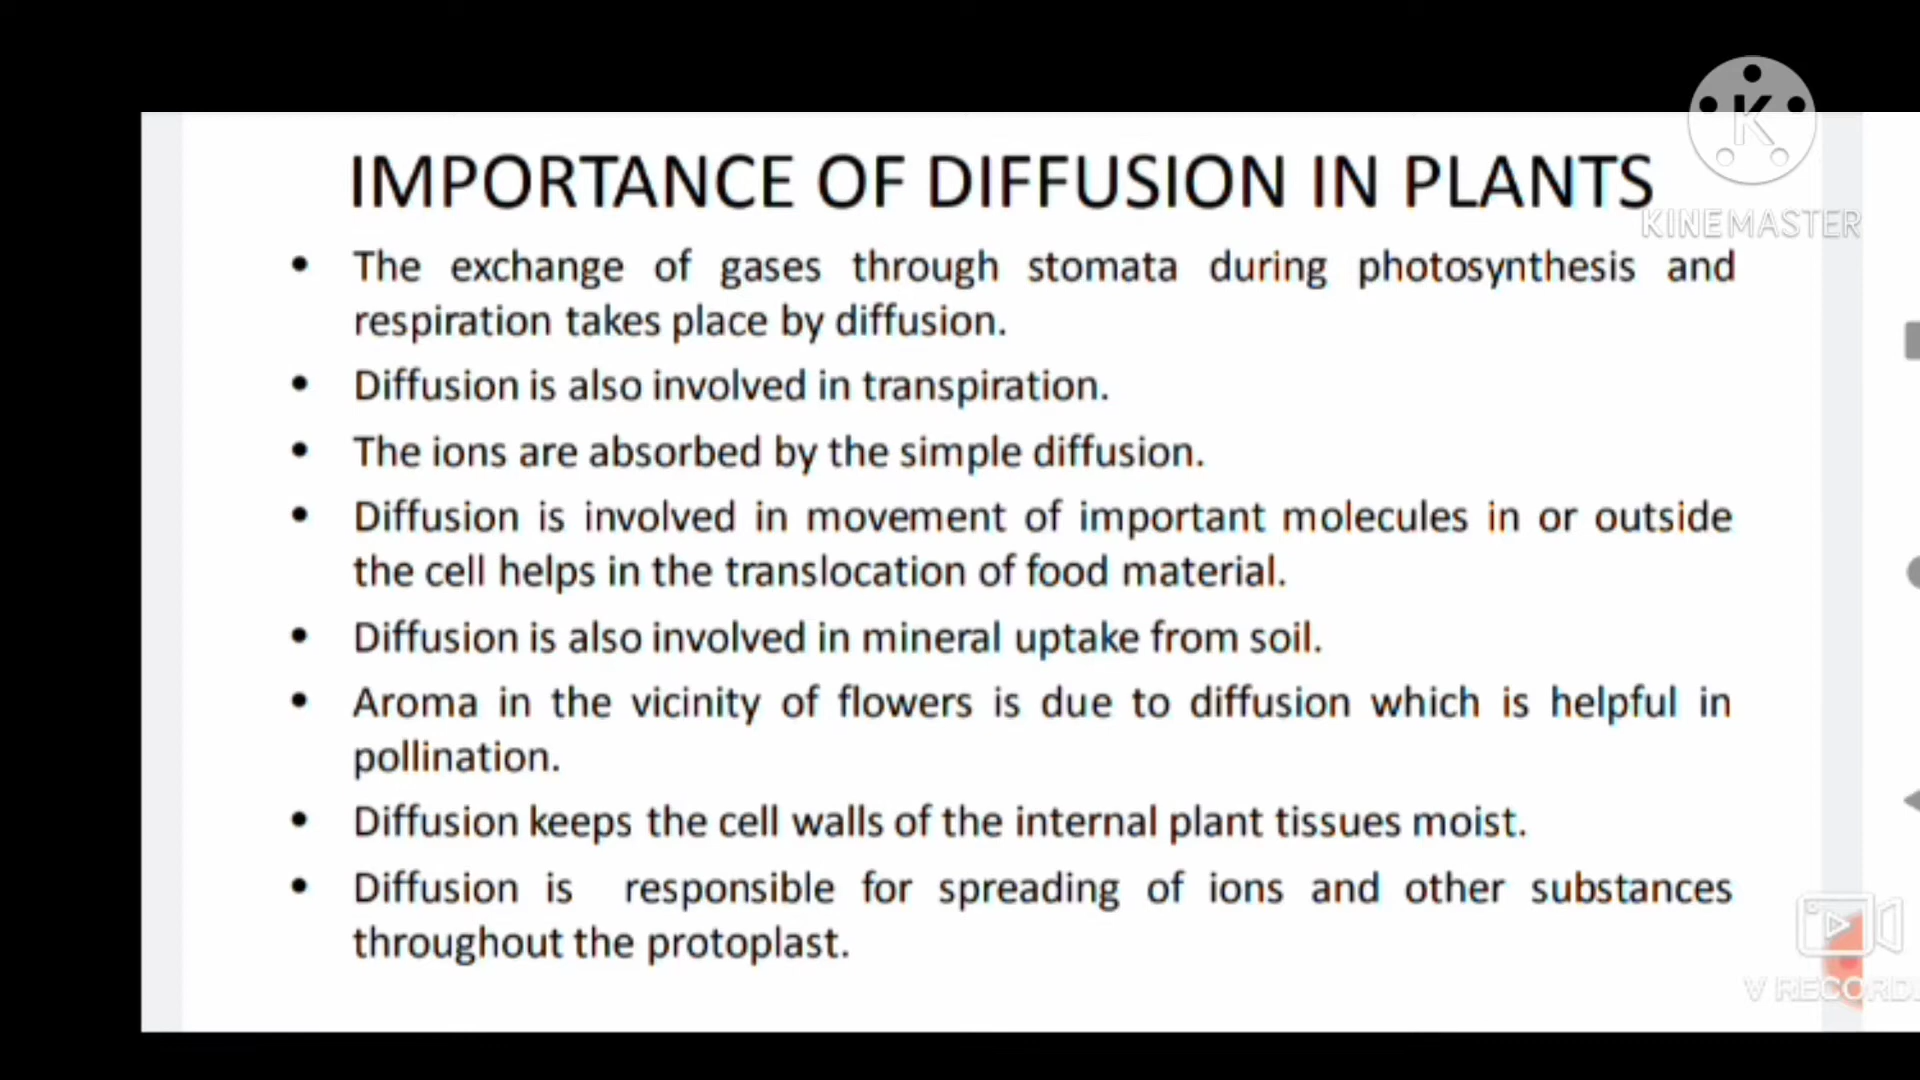 IMPORTANCE OF DIFFUSION IN PLANTS
K
KINEMASTER
• The exchange of gases through stomata during photosynthesis and
respiration takes place by diffusion.
• Diffusion is also involved in transpiration.
• The ions are absorbed by the simple diffusion.
• Diffusion is involved in movement of important molecules in or outside
the cell helps in the translocation of food material.
• Diffusion is also involved in mineral uptake from soil.
• Aroma in the vicinity of flowers is due to diffusion which is helpful in
pollination.
• Diffusion keeps the cell walls of the internal plant tissues moist.
• Diffusion is responsible for spreading of ions and other substances
throughout the protoplast.
V RECORD